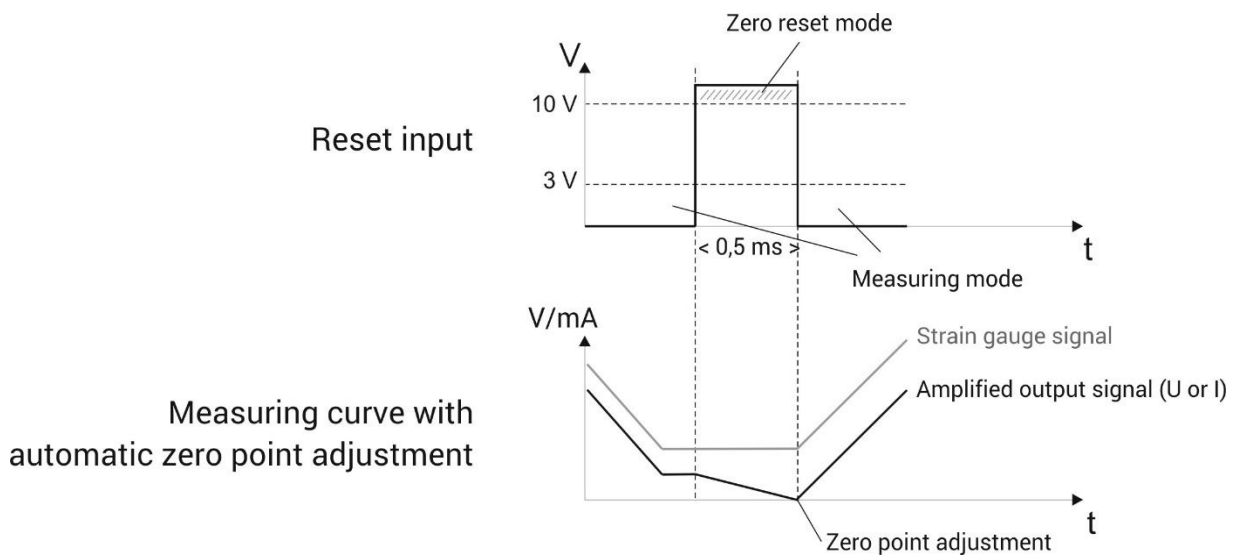 Zero reset mode
V
10 V
Reset input
3 V
< 0,5 ms >
t
Measuring mode
V/mA
Strain gauge signal
Amplified output signal (U or I)
Measuring curve with
automatic zero point adjustment
t
Zero point adjustment